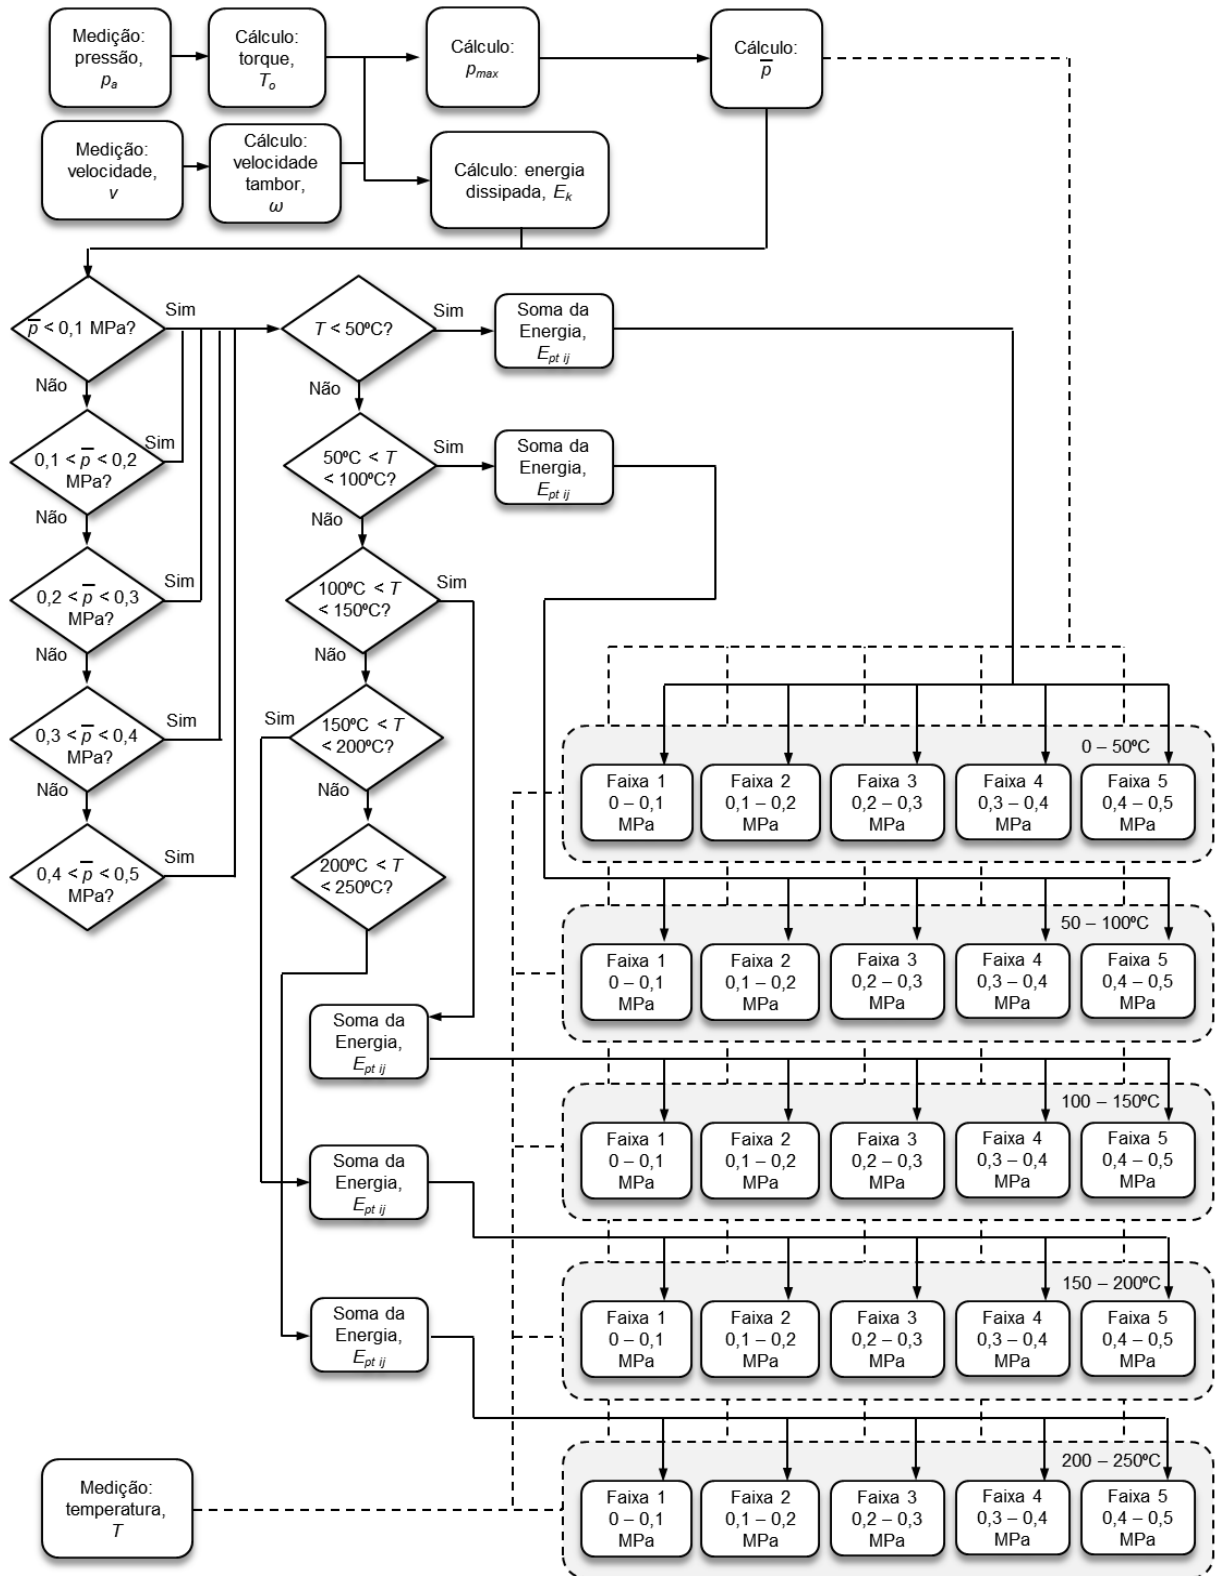 Medição:
pressão,
pa
Cálculo:
torque,
To
Cálculo:
pmax
Cálculo:
p̅
Medição:
velocidade,
v
Cálculo:
velocidade
tambor,
ω
Cálculo: energia
dissipada, Ek
p̅ < 0,1 MPa?
Sim
Não
T < 50ºC?
Sim
Não
Soma da
Energia,
Ept ij
0,1 < p̅ < 0,2
MPa?
Sim
Não
50ºC < T
< 100ºC?
Sim
Não
Soma da
Energia,
Ept ij
0,2 < p̅ < 0,3
MPa?
Sim
Não
100ºC < T
< 150ºC?
Sim
Não
0,3 < p̅ < 0,4
MPa?
Sim
Não
Sim
150ºC < T
< 200ºC?
Não
0,4 < p̅ < 0,5
MPa?
Sim
200ºC < T
< 250ºC?
0 – 50ºC
Faixa 1
0 – 0,1
MPa
Faixa 2
0,1 – 0,2
MPa
Faixa 3
0,2 – 0,3
MPa
Faixa 4
0,3 – 0,4
MPa
Faixa 5
0,4 – 0,5
MPa
50 – 100ºC
Faixa 1
0 – 0,1
MPa
Faixa 2
0,1 – 0,2
MPa
Faixa 3
0,2 – 0,3
MPa
Faixa 4
0,3 – 0,4
MPa
Faixa 5
0,4 – 0,5
MPa
Soma da
Energia,
Ept ij
100 – 150ºC
Faixa 1
0 – 0,1
MPa
Faixa 2
0,1 – 0,2
MPa
Faixa 3
0,2 – 0,3
MPa
Faixa 4
0,3 – 0,4
MPa
Faixa 5
0,4 – 0,5
MPa
Soma da
Energia,
Ept ij
150 – 200ºC
Faixa 1
0 – 0,1
MPa
Faixa 2
0,1 – 0,2
MPa
Faixa 3
0,2 – 0,3
MPa
Faixa 4
0,3 – 0,4
MPa
Faixa 5
0,4 – 0,5
MPa
Soma da
Energia,
Ept ij
200 – 250ºC
Faixa 1
0 – 0,1
MPa
Faixa 2
0,1 – 0,2
MPa
Faixa 3
0,2 – 0,3
MPa
Faixa 4
0,3 – 0,4
MPa
Faixa 5
0,4 – 0,5
MPa
Medição:
temperatura,
T